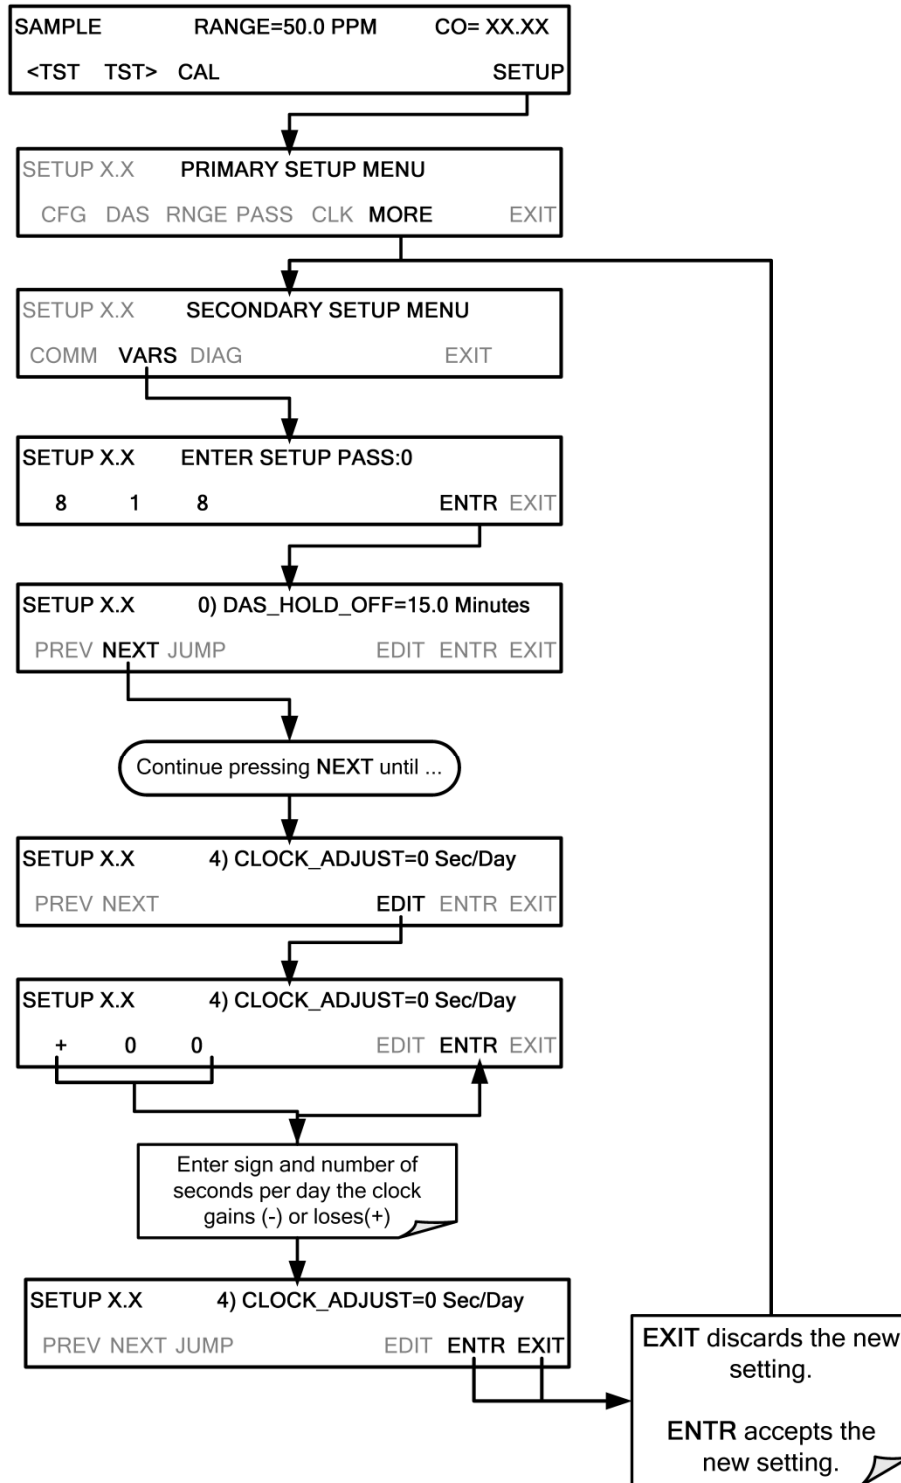 SAMPLE RANGE=50.0 PPM CO= XX.XX
<TST TST> CAL SETUP
SETUP X.X PRIMARY SETUP MENU
CFG DAS RNGE PASS CLK MORE EXIT
SETUP X.X SECONDARY SETUP MENU
COMM VARS DIAG EXIT
SETUP X.X ENTER SETUP PASS:0
8 1 8 ENTR EXIT
SETUP X.X 0) DAS_HOLD_OFF=15.0 Minutes
PREV NEXT JUMP EDIT ENTR EXIT
Continue pressing NEXT until ...
SETUP X.X 4) CLOCK_ADJUST=0 Sec/Day
PREV NEXT EDIT ENTR EXIT
SETUP X.X 4) CLOCK_ADJUST=0 Sec/Day
+ 0 0 EDIT ENTR EXIT
Enter sign and number of
seconds per day the clock
gains (-) or loses(+)
SETUP X.X 4) CLOCK_ADJUST=0 Sec/Day
PREV NEXT JUMP EDIT ENTR EXIT
EXIT discards the new
setting.
ENTR accepts the
new setting.